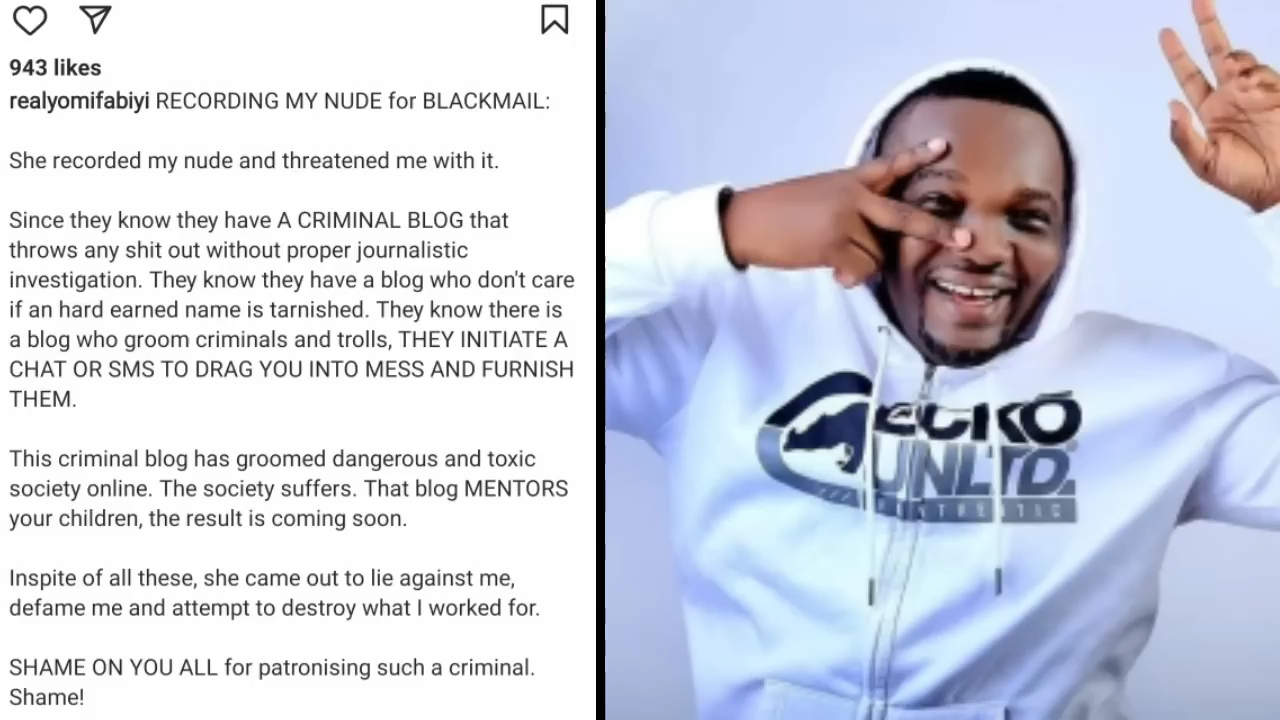 943 likes
realyomifabiyi RECORDING MY NUDE for BLACKMAIL:
She recorded my nude and threatened me with it.
Since they know they have A CRIMINAL BLOG that
throws any shit out without proper journalistic
investigation. They know they have a blog who don't care
if an hard earned name is tarnished. They know there is
a blog who groom criminals and trolls, THEY INITIATE A
CHAT OR SMS TO DRAG YOU INTO MESS AND FURNISH
THEM.
This criminal blog has groomed dangerous and toxic
society online. The society suffers. That blog MENTORS
your children, the result is coming soon.
Inspite of all these, she came out to lie against me,
defame me and attempt to destroy what I worked for.
SHAME ON YOU ALL for patronising such a criminal.
Shame!
ECKŌ
UNLTD.